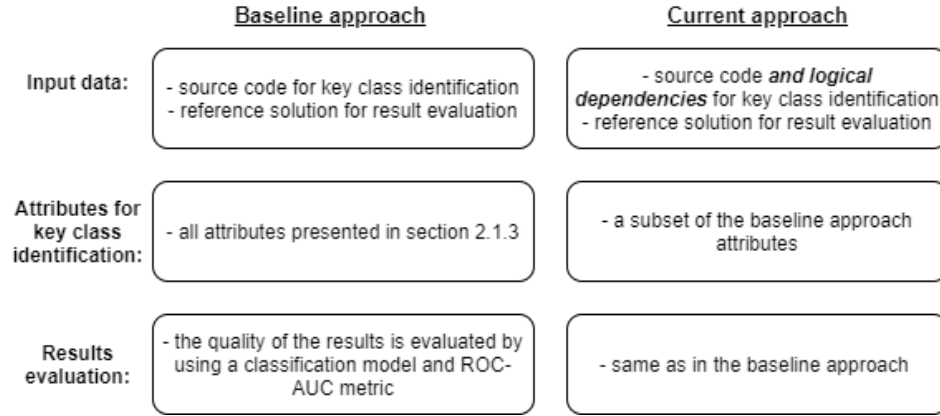 Baseline approach
Current approach
Input data:
- source code for key class identification
- reference solution for result evaluation
- source code and logical
dependencies for key class identification
- reference solution for result evaluation
Attributes for
key class
identification:
- all attributes presented in section 2.1.3
- a subset of the baseline approach
attributes
Results
evaluation:
- the quality of the results is evaluated by
using a classification model and ROC-
AUC metric
- same as in the baseline approach